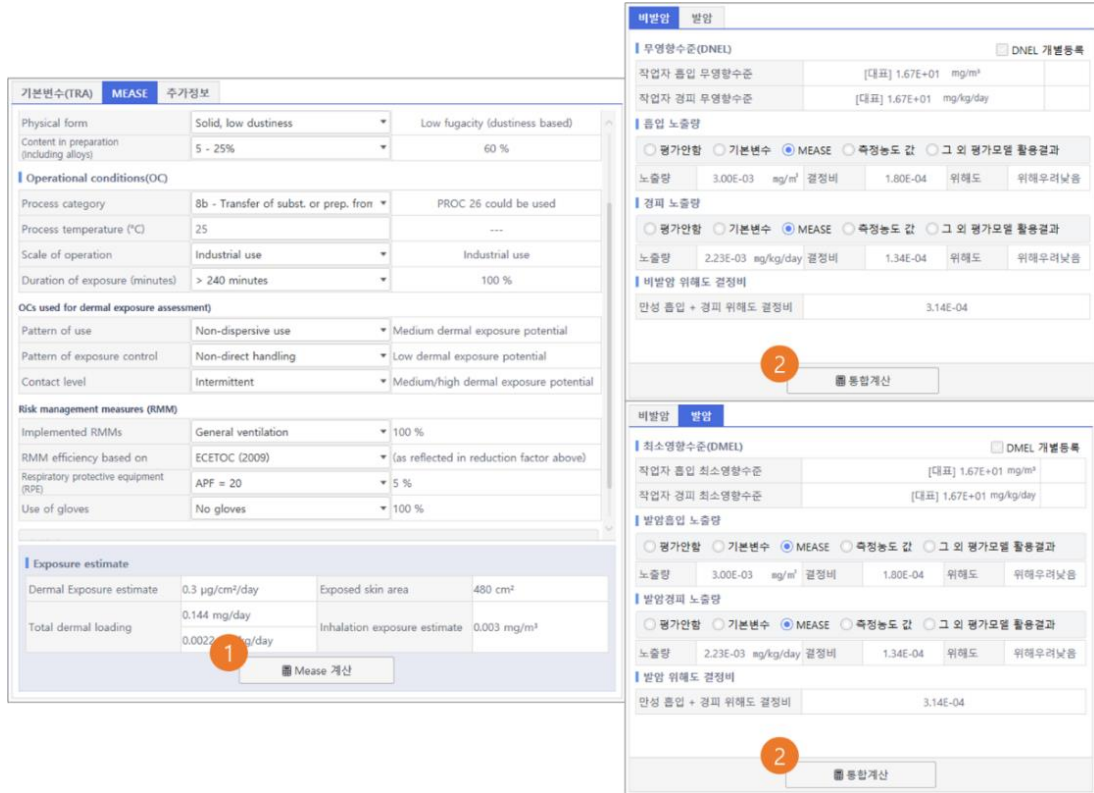 기본변수(TRA) MEASE 추가정보
Physical form Solid, low dustiness Low fugacity (dustiness based)
Content in preparation (including alloys) 5 - 25% 60 %
Operational conditions(OC)
Process category 8b - Transfer of subst. or prep. fron PROC 26 could be used
Process temperature (°C) 25 ---
Scale of operation Industrial use Industrial use
Duration of exposure (minutes) > 240 minutes 100 %
OCs used for dermal exposure assessment)
Pattern of use Non-dispersive use Medium dermal exposure potential
Pattern of exposure control Non-direct handling Low dermal exposure potential
Contact level Intermittent Medium/high dermal exposure potential
Risk management measures (RMM)
Implemented RMMs General ventilation 100 %
RMM efficiency based on ECETOC (2009) (as reflected in reduction factor above)
Respiratory protective equipment (RPE) APF = 20 5 %
Use of gloves No gloves 100 %
Exposure estimate
Dermal Exposure estimate 0.3 μg/cm²/day Exposed skin area 480 cm²
Total dermal loading 0.144 mg/day Inhalation exposure estimate 0.003 mg/m³
0.0022 kg/day
1
Mease 계산
비발암 발암
무영향수준(DNEL) DNEL 개별등록
작업자 흡입 무영향수준 [대표] 1.67E+01 mg/m³
작업자 경피 무영향수준 [대표] 1.67E+01 mg/kg/day
흡입 노출량
평가안함 기본변수 MEASE 측정농도 값 그 외 평가모델 활용결과
노출량 3.00E-03 mg/m³ 결정비 1.80E-04 위해도 위해우려낮음
경피 노출량
평가안함 기본변수 MEASE 측정농도 값 그 외 평가모델 활용결과
노출량 2.23E-03 mg/kg/day 결정비 1.34E-04 위해도 위해우려낮음
비발암 위해도 결정비
만성 흡입 + 경피 위해도 결정비 3.14E-04
2
통합계산
비발암 발암
최소영향수준(DMEL) DMEL 개별등록
작업자 흡입 최소영향수준 [대표] 1.67E+01 mg/m³
작업자 경피 최소영향수준 [대표] 1.67E+01 mg/kg/day
발암흡입 노출량
평가안함 기본변수 MEASE 측정농도 값 그 외 평가모델 활용결과
노출량 3.00E-03 mg/m³ 결정비 1.80E-04 위해도 위해우려낮음
발암경피 노출량
평가안함 기본변수 MEASE 측정농도 값 그 외 평가모델 활용결과
노출량 2.23E-03 mg/kg/day 결정비 1.34E-04 위해도 위해우려낮음
발암 위해도 결정비
만성 흡입 + 경피 위해도 결정비 3.14E-04
2
통합계산